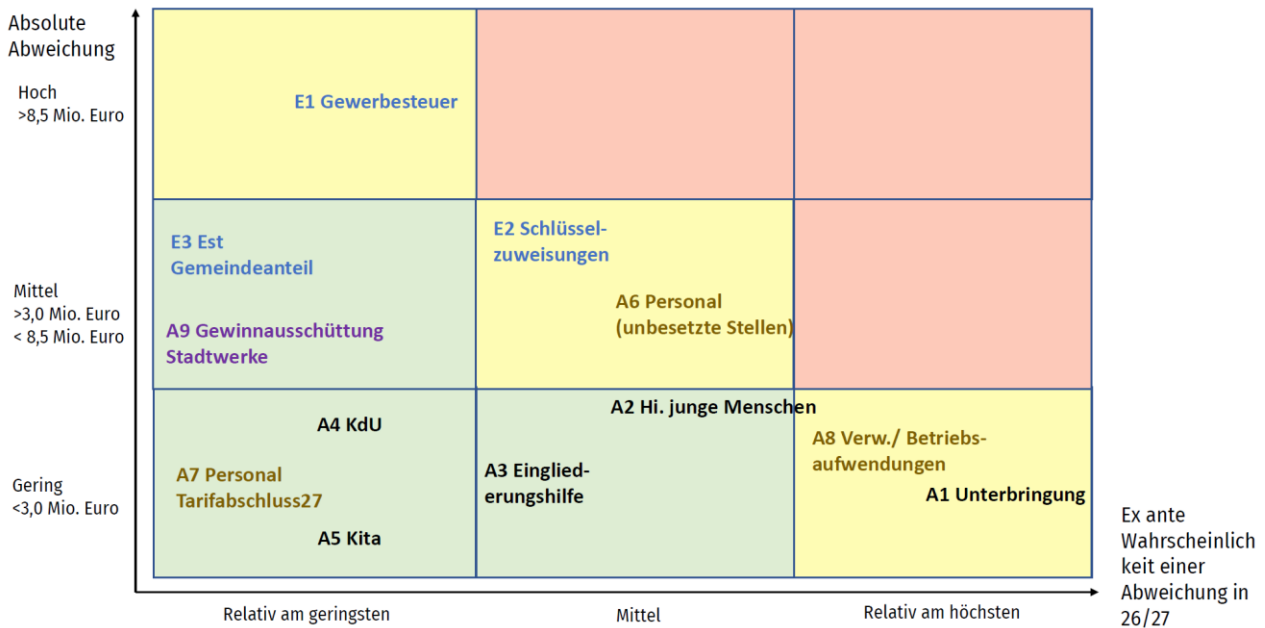 Absolute
Abweichung
Hoch
>8,5 Mio. Euro
E1 Gewerbesteuer
Mittel
>3,0 Mio. Euro
< 8,5 Mio. Euro
E3 Est
Gemeindeanteil
A9 Gewinnausschüttung
Stadtwerke
E2 Schlüssel-
zuweisungen
A6 Personal
(unbesetzte Stellen)
Gering
<3,0 Mio. Euro
A4 KdU
A7 Personal
Tarifabschluss27
A5 Kita
A2 Hi. junge Menschen
A3 Einglied-
erungshilfe
A8 Verw./ Betriebs-
aufwendungen
A1 Unterbringung
Relativ am geringsten
Mittel
Relativ am höchsten
Ex ante
Wahrscheinlich
keit einer
Abweichung in
26/27